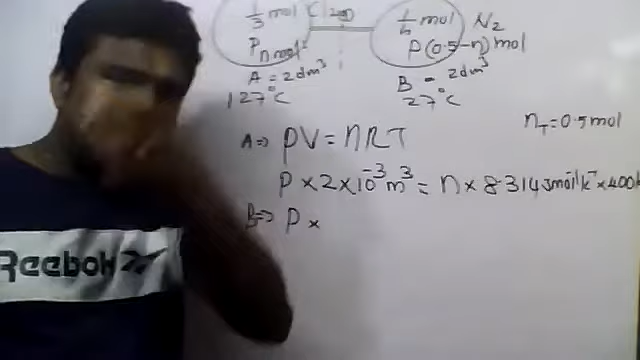 1/3 mol
P n mol
A = 2dm³
127°C
1/6 mol N₂
P(0.5-n) mol
B = 2dm³
27°C
n_T = 0.5 mol
A⇒ PV = nRT
P × 2 × 10⁻³ m³ = n × 8.314 J mol⁻¹ K⁻¹ × 400
B⇒ P ×
Reebok